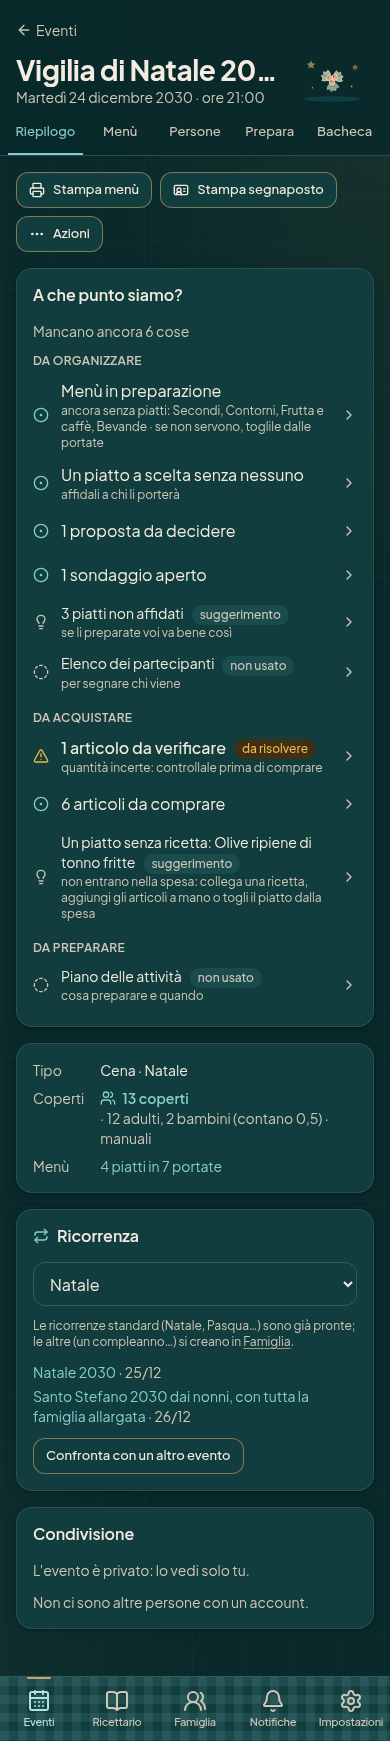 Eventi
Vigilia di Natale 20...
Martedì 24 dicembre 2030 · ore 21:00
Riepilogo Menù Persone Prepara Bacheca
Stampa menù Stampa segnaposto
Azioni
A che punto siamo?
Mancano ancora 6 cose
DA ORGANIZZARE
Menù in preparazione
ancora senza piatti: Secondi, Contorni, Frutta e
caffè, Bevande · se non servono, toglile dalle
portate
Un piatto a scelta senza nessuno
affidali a chi li porterà
1 proposta da decidere
1 sondaggio aperto
3 piatti non affidati suggerimento
se li preparate voi va bene così
Elenco dei partecipanti non usato
per segnare chi viene
DA ACQUISTARE
1 articolo da verificare da risolvere
quantità incerte: controllale prima di comprare
6 articoli da comprare
Un piatto senza ricetta: Olive ripiene di
tonno fritte suggerimento
non entrano nella spesa: collega una ricetta,
aggiungi gli articoli a mano o togli il piatto dalla
spesa
DA PREPARARE
Piano delle attività non usato
cosa preparare e quando
Tipo Cena · Natale
Coperti 13 coperti
· 12 adulti, 2 bambini (contano 0,5) ·
manuali
Menù 4 piatti in 7 portate
Ricorrenza
Natale
Le ricorrenze standard (Natale, Pasqua…) sono già pronte;
le altre (un compleanno…) si creano in Famiglia.
Natale 2030 · 25/12
Santo Stefano 2030 dai nonni, con tutta la
famiglia allargata · 26/12
Confronta con un altro evento
Condivisione
L'evento è privato: lo vedi solo tu.
Non ci sono altre persone con un account.
Eventi Ricettario Famiglia Notifiche Impostazioni